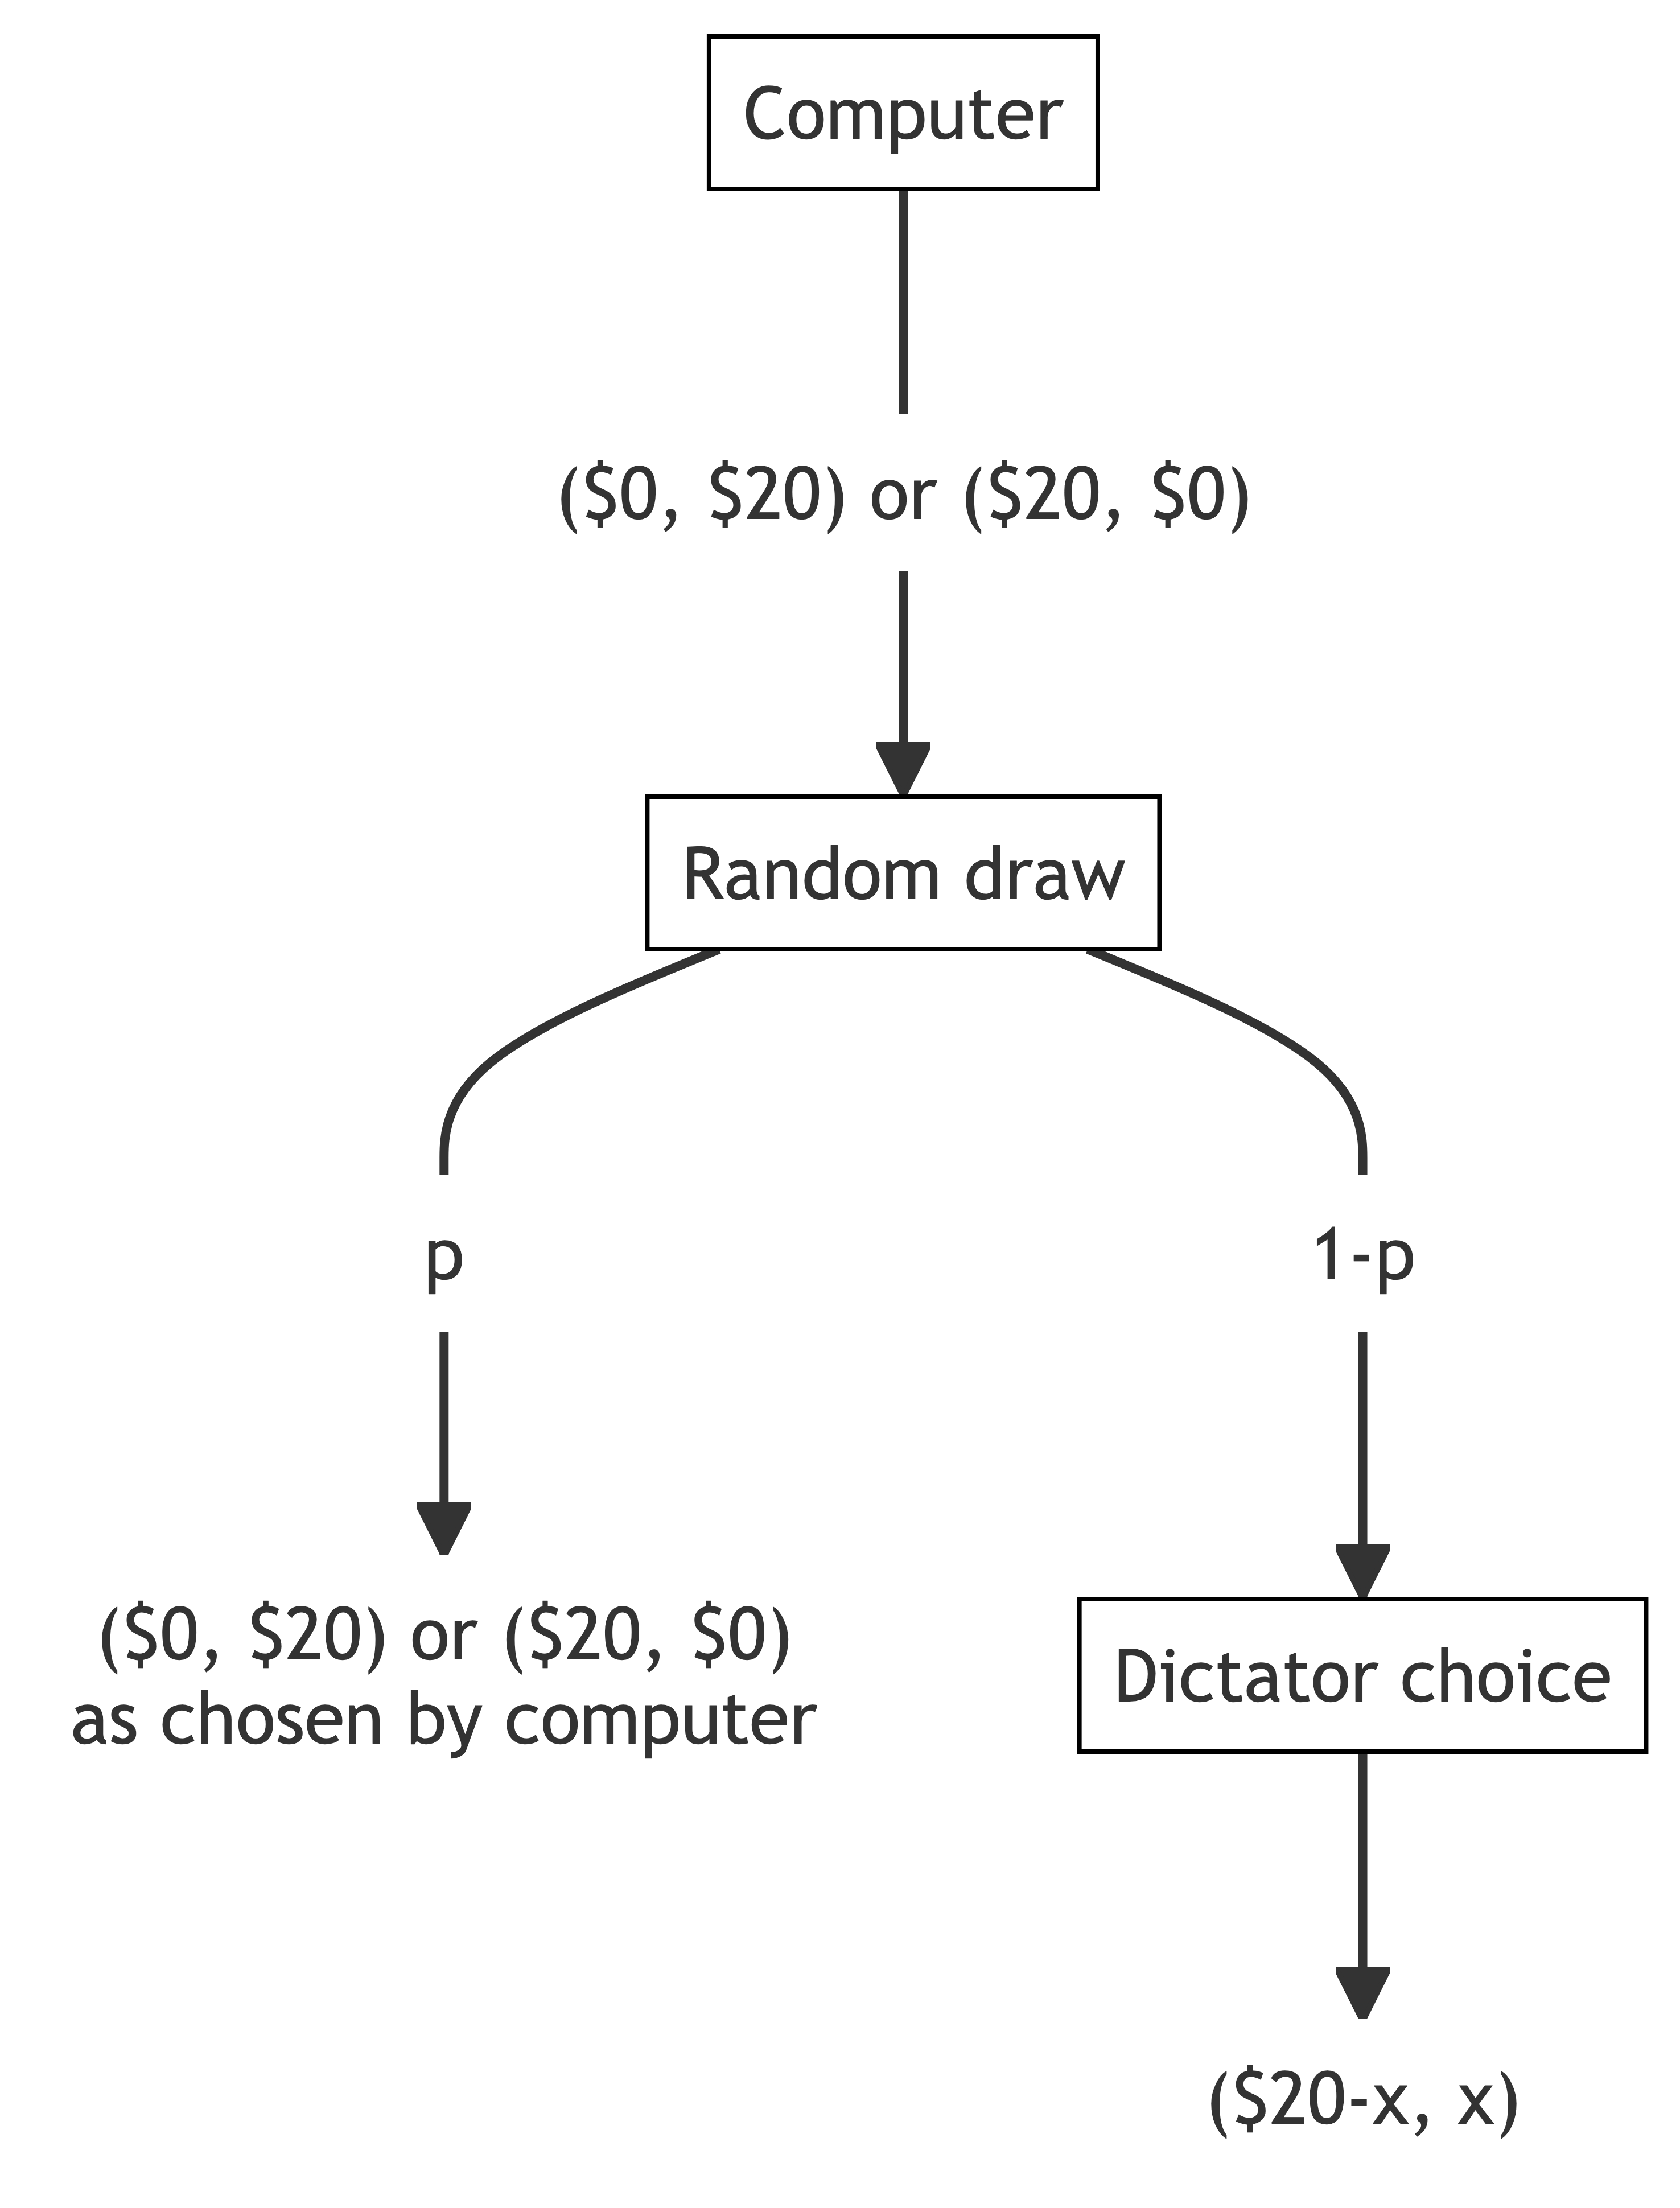 Computer
($0, $20) or ($20, $0)
Random draw
p
1-p
($0, $20) or ($20, $0)
as chosen by computer
Dictator choice
($20-x, x)